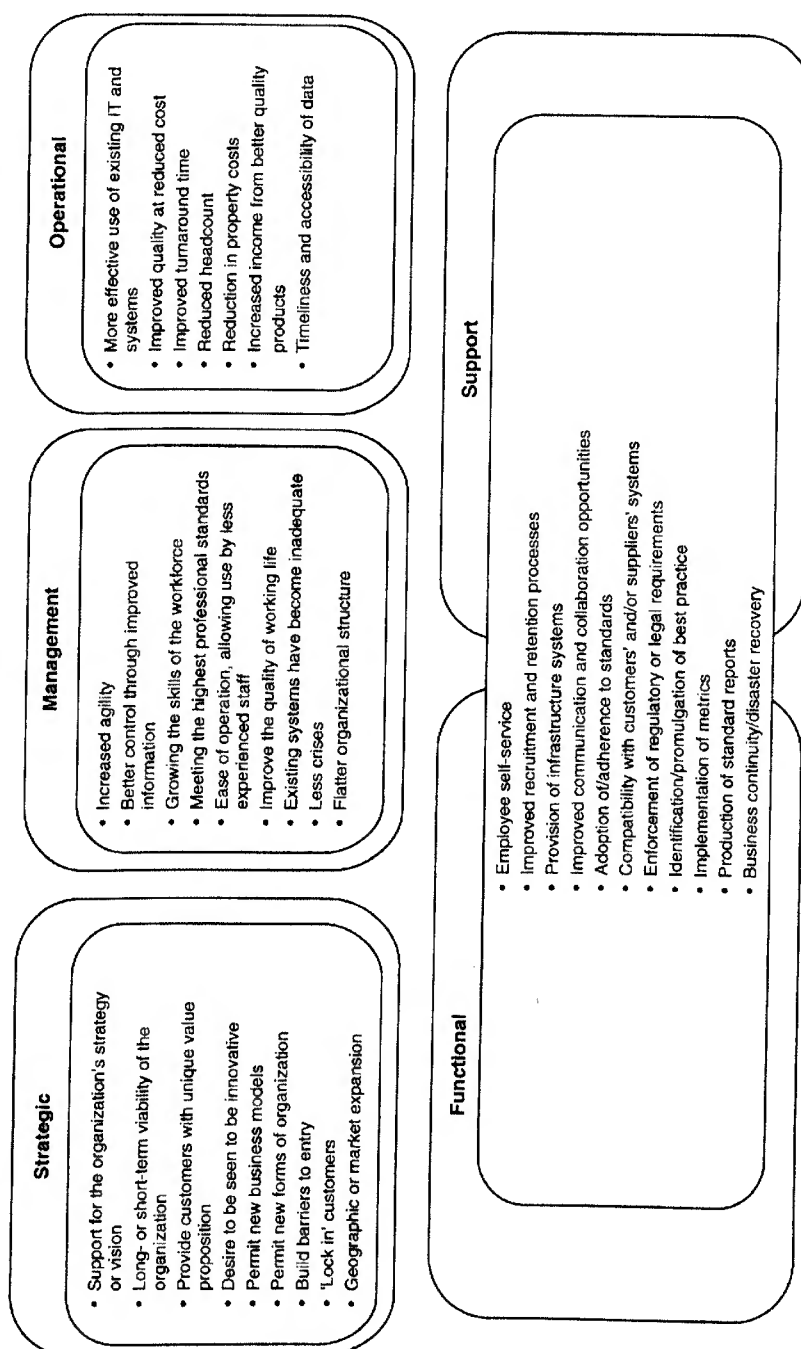 Strategic
• Support for the organization's strategy
or vision
• Long- or short-term viability of the
organization
• Provide customers with unique value
proposition
• Desire to be seen to be innovative
• Permit new business models
• Permit new forms of organization
• Build barriers to entry
• 'Lock in' customers
• Geographic or market expansion
Management
• Increased agility
• Better control through improved
information
• Growing the skills of the workforce
• Meeting the highest professional standards
• Ease of operation, allowing use by less
experienced staff
• Improve the quality of working life
• Existing systems have become inadequate
• Less crises
• Flatter organizational structure
Operational
• More effective use of existing IT and
systems
• Improved quality at reduced cost
• Improved turnaround time
• Reduced headcount
• Reduction in property costs
• Increased income from better quality
products
• Timeliness and accessibility of data
Functional
Support
• Employee self-service
• Improved recruitment and retention processes
• Provision of infrastructure systems
• Improved communication and collaboration opportunities
• Adoption of/adherence to standards
• Compatibility with customers' and/or suppliers' systems
• Enforcement of regulatory or legal requirements
• Identification/promulgation of best practice
• Implementation of metrics
• Production of standard reports
• Business continuity/disaster recovery